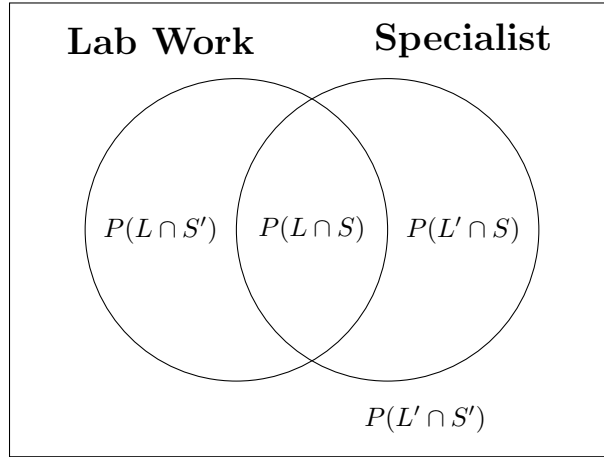 Lab Work Specialist
P(L ∩ S′) P(L ∩ S) P(L′ ∩ S)
P(L′ ∩ S′)